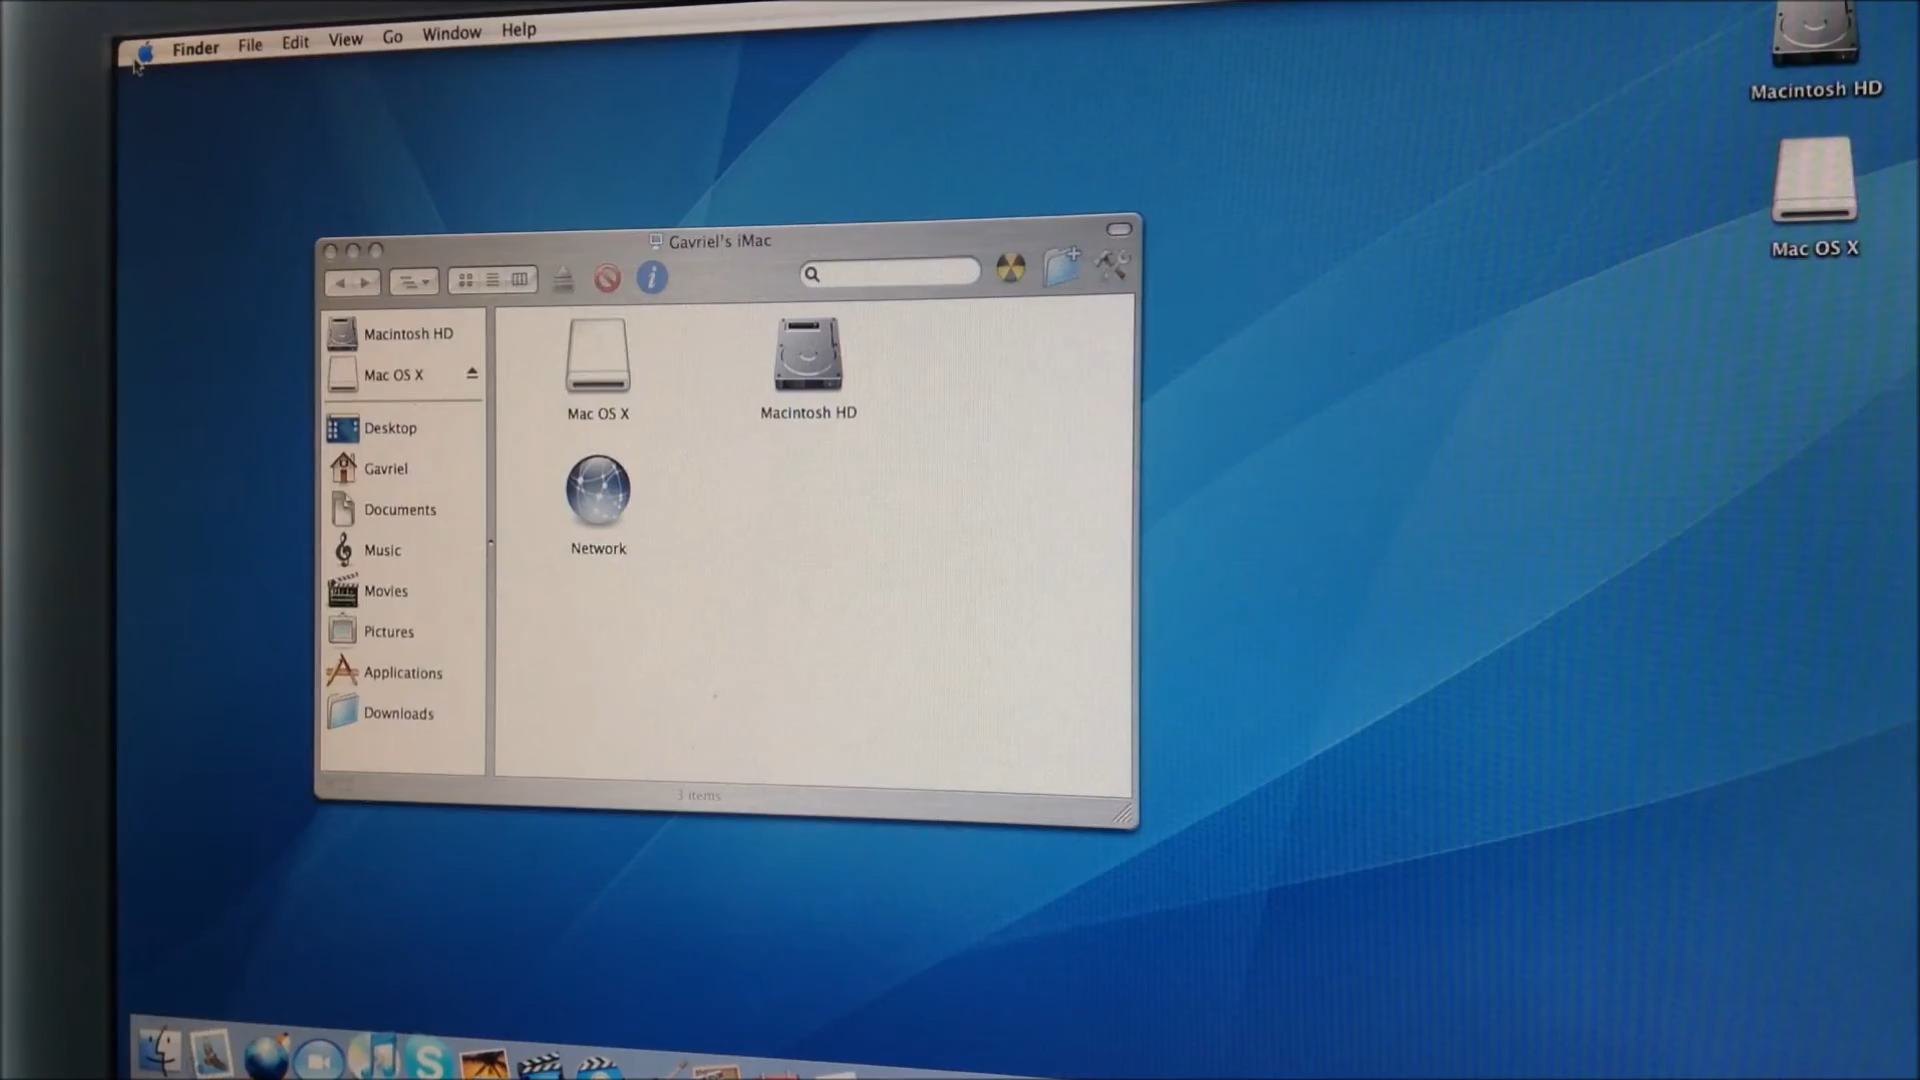 Finder File Edit View Go Window Help
Macintosh HD
Mac OS X
Gavriel's iMac
Macintosh HD
Mac OS X
Desktop
Gavriel
Documents
Music
Movies
Pictures
Applications
Downloads
Mac OS X
Macintosh HD
Network
3 items